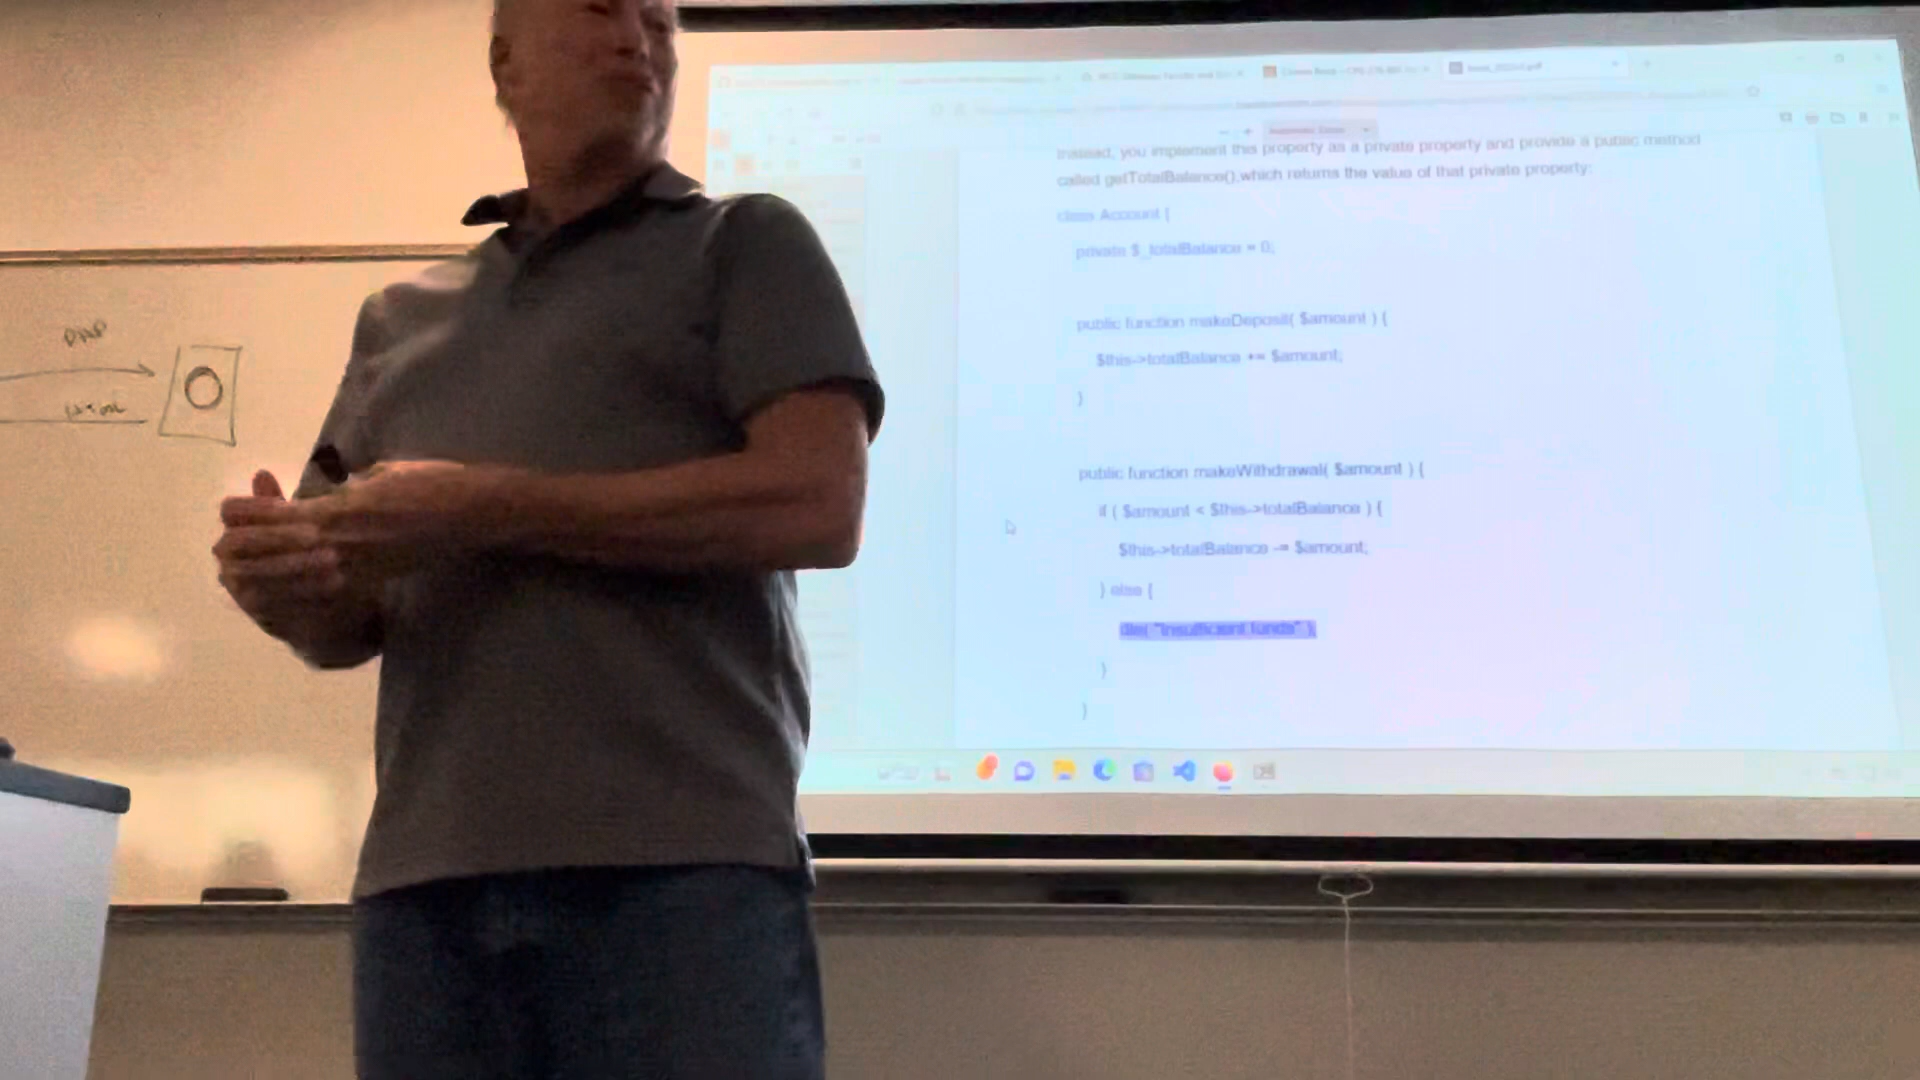 Instead, you implement this property as a private property and provide a public method
called getTotalBalance(),which returns the value of that private property:
class Account {
private $_totalBalance = 0;
public function makeDeposit( $amount ) {
$this->totalBalance += $amount;
}
public function makeWithdrawal( $amount ) {
if ( $amount < $this->totalBalance ) {
$this->totalBalance -= $amount;
} else {
die( "Insufficient funds" );
}
}